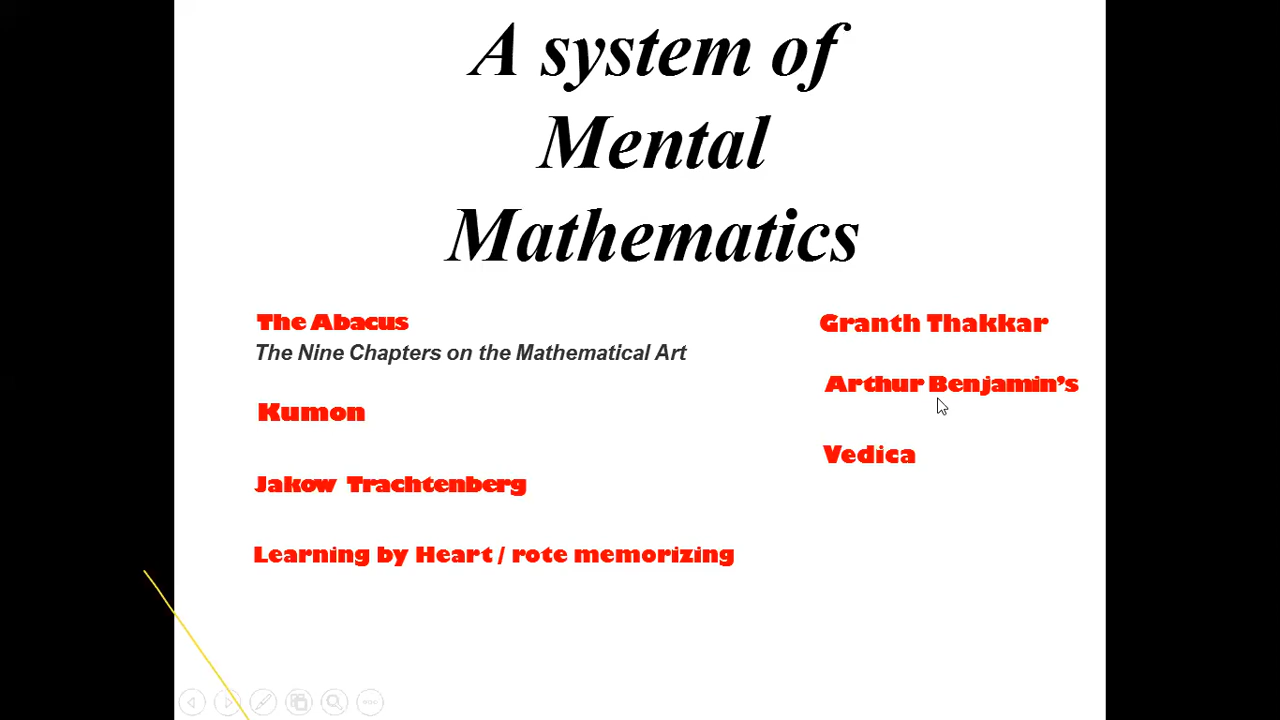 A system of
Mental
Mathematics
The Abacus
The Nine Chapters on the Mathematical Art
Kumon
Jakow Trachtenberg
Learning by Heart / rote memorizing
Granth Thakkar
Arthur Benjamin's
Vedica